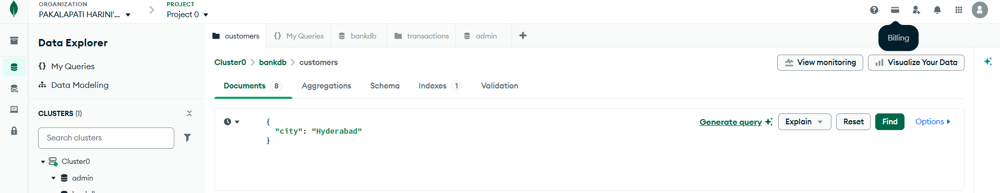 ORGANIZATION
PAKALAPATI HARINI'...
PROJECT
Project 0
Billing
Data Explorer
My Queries
Data Modeling
CLUSTERS (1)
Search clusters
Cluster0
admin
customers
{} My Queries
bankdb
transactions
admin
+
Cluster0 > bankdb > customers
View monitoring
Visualize Your Data
Documents 8
Aggregations
Schema
Indexes 1
Validation
{
"city": "Hyderabad"
}
Generate query
Explain
Reset
Find
Options